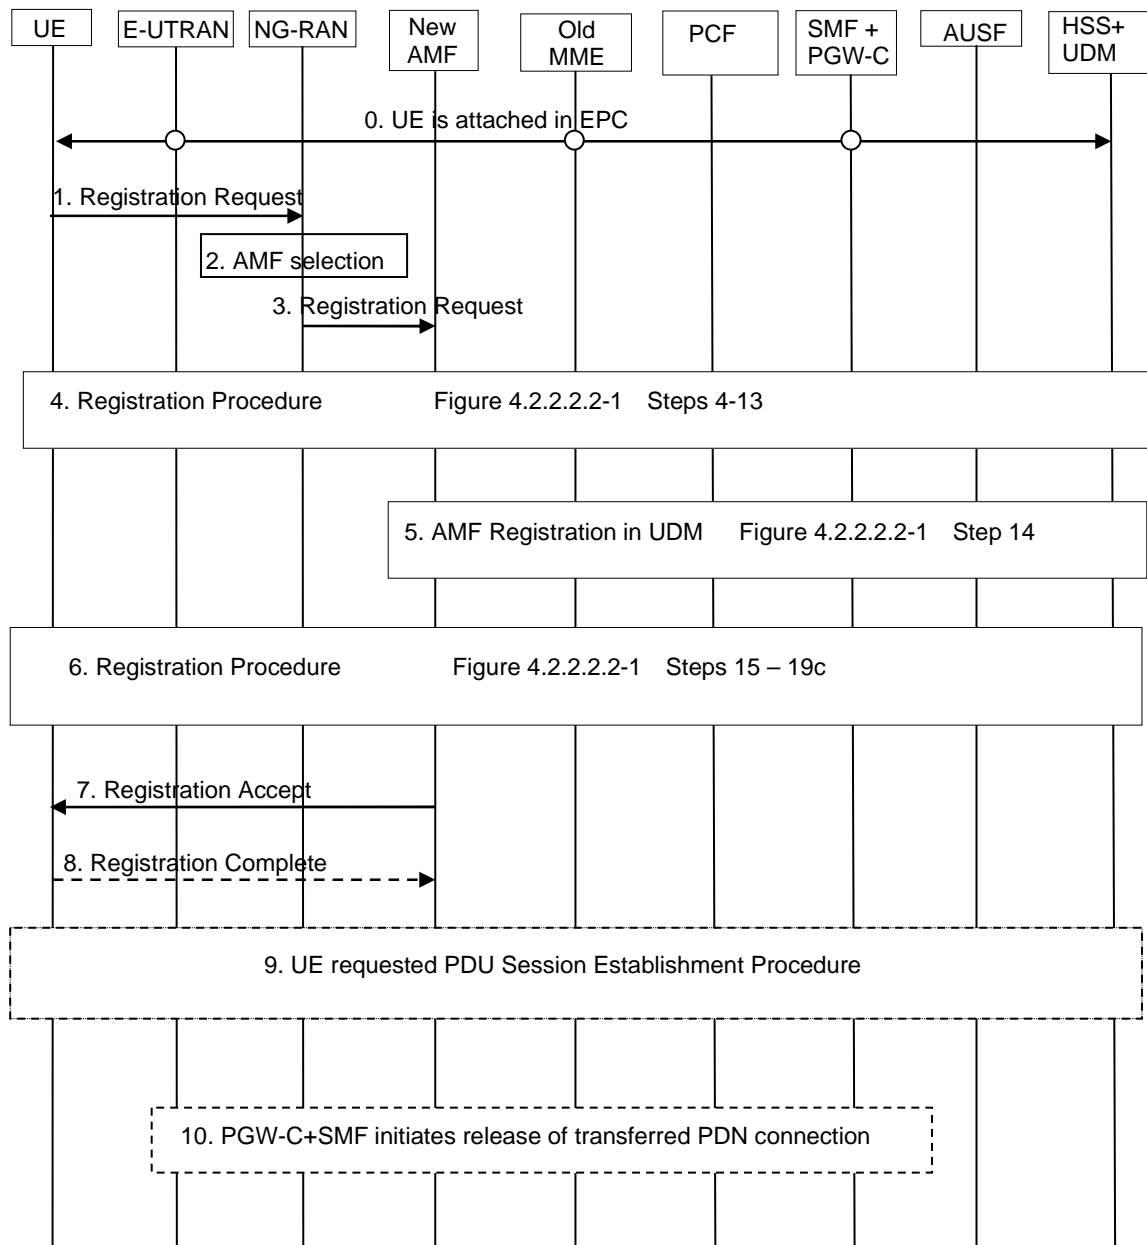 UE
E-UTRAN
NG-RAN
New
AMF
Old
MME
PCF
SMF +
PGW-C
AUSF
HSS+
UDM
0. UE is attached in EPC
1. Registration Request
2. AMF selection
3. Registration Request
4. Registration Procedure Figure 4.2.2.2.2-1 Steps 4-13
5. AMF Registration in UDM Figure 4.2.2.2.2-1 Step 14
6. Registration Procedure Figure 4.2.2.2.2-1 Steps 15 – 19c
7. Registration Accept
8. Registration Complete
9. UE requested PDU Session Establishment Procedure
10. PGW-C+SMF initiates release of transferred PDN connection